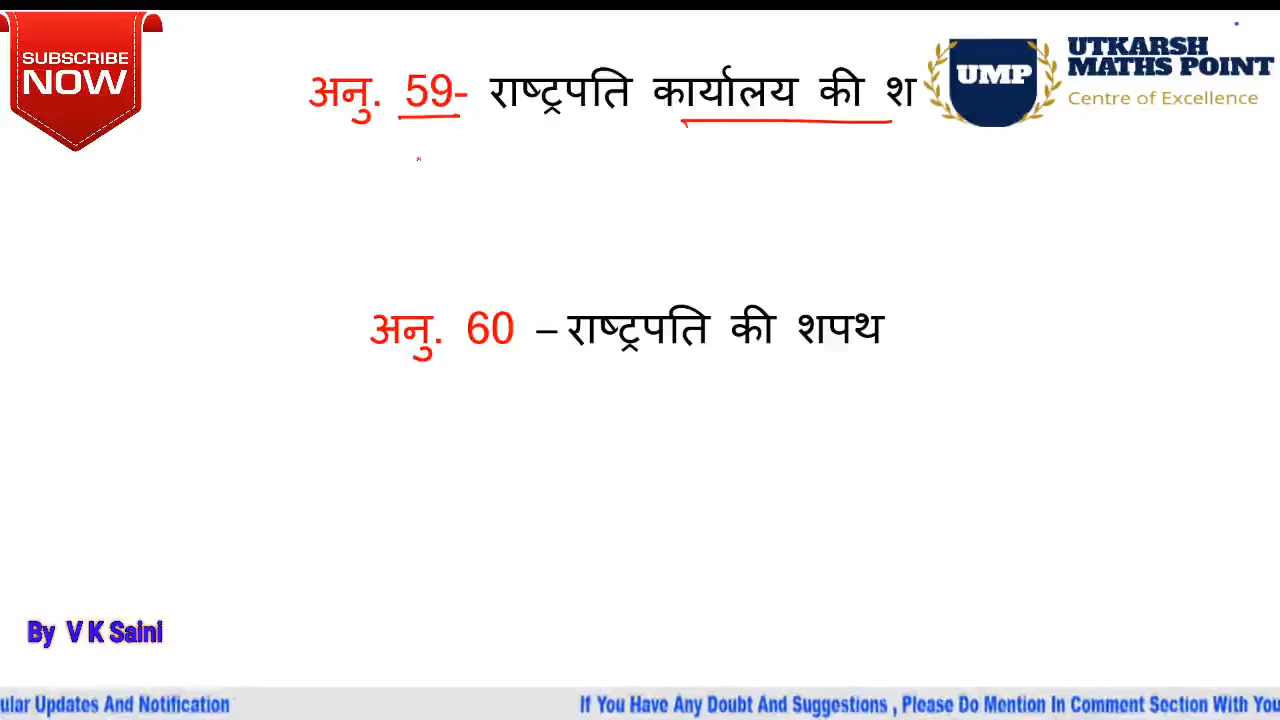 SUBSCRIBE
NOW
अनु. 59- राष्ट्रपति कार्यालय की श
UMP
UTKARSH
MATHS POINT
Centre of Excellence
अनु. 60 – राष्ट्रपति की शपथ
By V K Saini
ular Updates And Notification If You Have Any Doubt And Suggestions , Please Do Mention In Comment Section With You